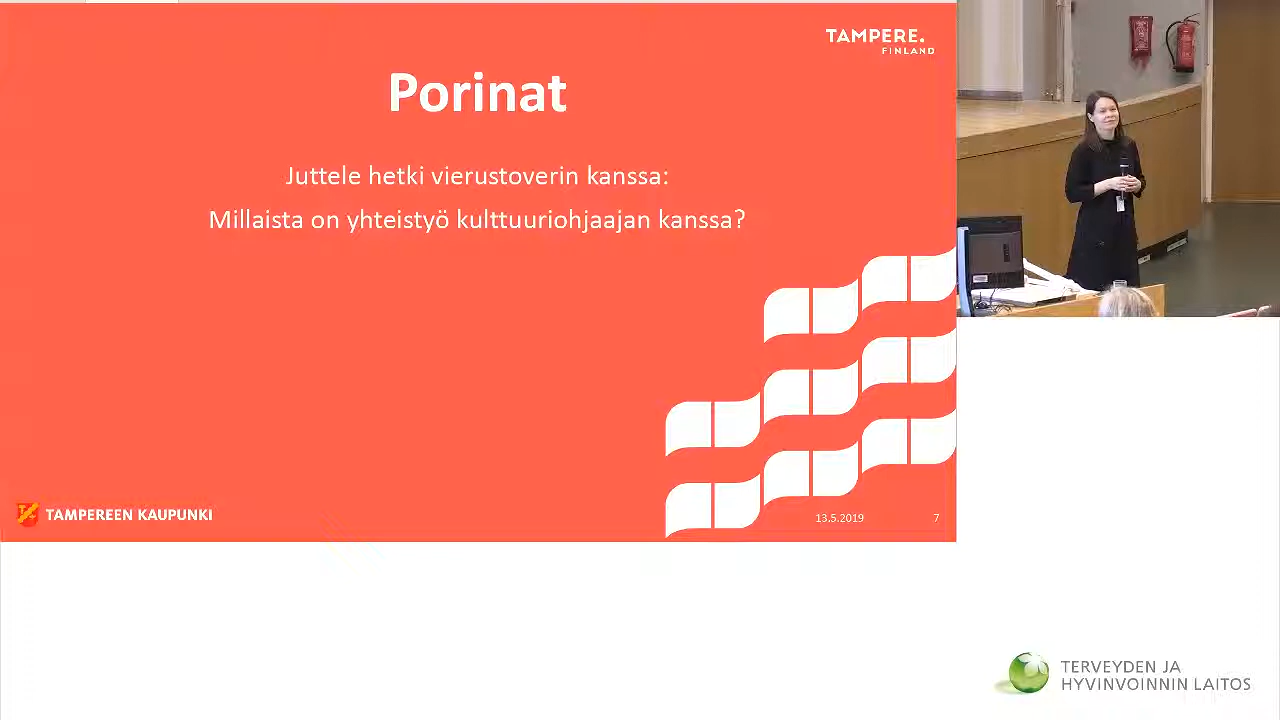 TAMPERE.
FINLAND
Porinat
Juttele hetki vierustoverin kanssa:
Millaista on yhteistyö kulttuuriohjaajan kanssa?
TAMPEREEN KAUPUNKI
13.5.2019
7
TERVEYDEN JA
HYVINVOINNIN LAITOS